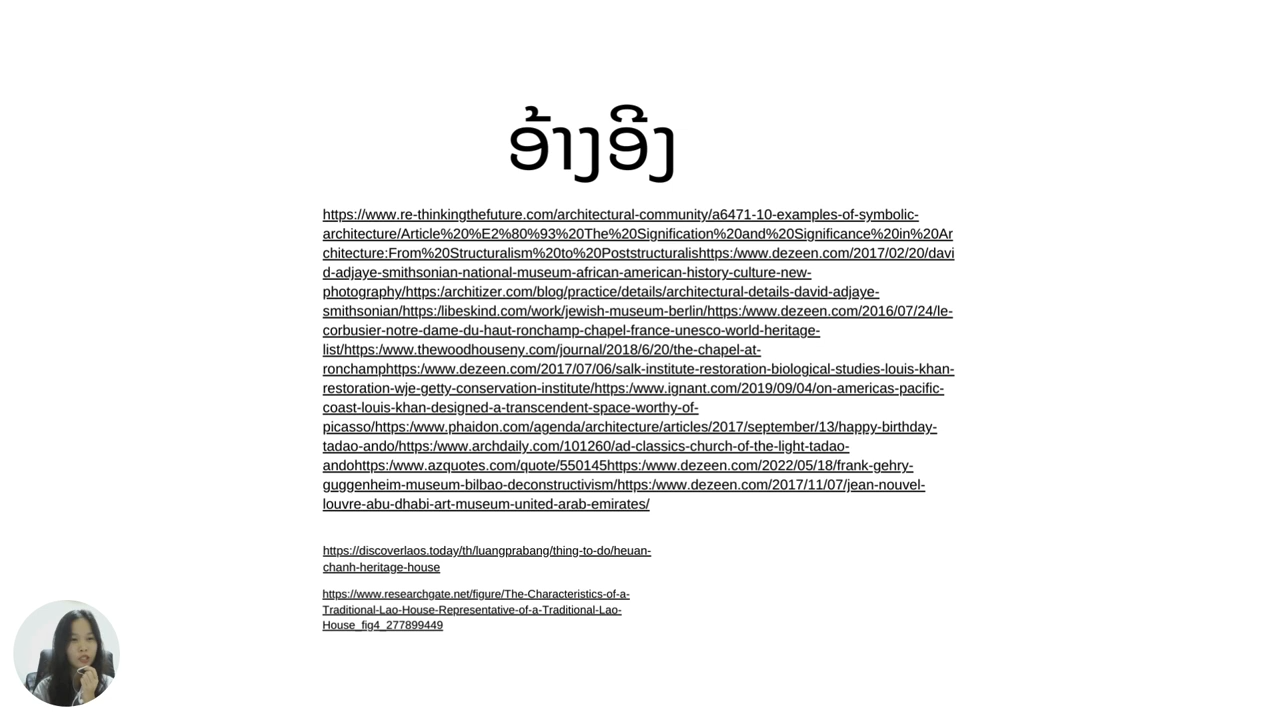 ອ້າງອີງ
https://www.re-thinkingthefuture.com/architectural-community/a6471-10-examples-of-symbolic-
architecture/Article%20%E2%80%93%20The%20Signification%20and%20Significance%20in%20Ar
chitecture:From%20Structuralism%20to%20Poststructuralishttps:/www.dezeen.com/2017/02/20/davi
d-adjaye-smithsonian-national-museum-african-american-history-culture-new-
photography/https:/architizer.com/blog/practice/details/architectural-details-david-adjaye-
smithsonian/https:/libeskind.com/work/jewish-museum-berlin/https:/www.dezeen.com/2016/07/24/le-
corbusier-notre-dame-du-haut-ronchamp-chapel-france-unesco-world-heritage-
list/https:/www.thewoodhouseny.com/journal/2018/6/20/the-chapel-at-
ronchamphttps:/www.dezeen.com/2017/07/06/salk-institute-restoration-biological-studies-louis-khan-
restoration-wje-getty-conservation-institute/https:/www.ignant.com/2019/09/04/on-americas-pacific-
coast-louis-khan-designed-a-transcendent-space-worthy-of-
picasso/https:/www.phaidon.com/agenda/architecture/articles/2017/september/13/happy-birthday-
tadao-ando/https:/www.archdaily.com/101260/ad-classics-church-of-the-light-tadao-
andohttps:/www.azquotes.com/quote/550145https:/www.dezeen.com/2022/05/18/frank-gehry-
guggenheim-museum-bilbao-deconstructivism/https:/www.dezeen.com/2017/11/07/jean-nouvel-
louvre-abu-dhabi-art-museum-united-arab-emirates/
https://discoverlaos.today/th/luangprabang/thing-to-do/heuan-
chanh-heritage-house
https://www.researchgate.net/figure/The-Characteristics-of-a-
Traditional-Lao-House-Representative-of-a-Traditional-Lao-
House_fig4_277899449